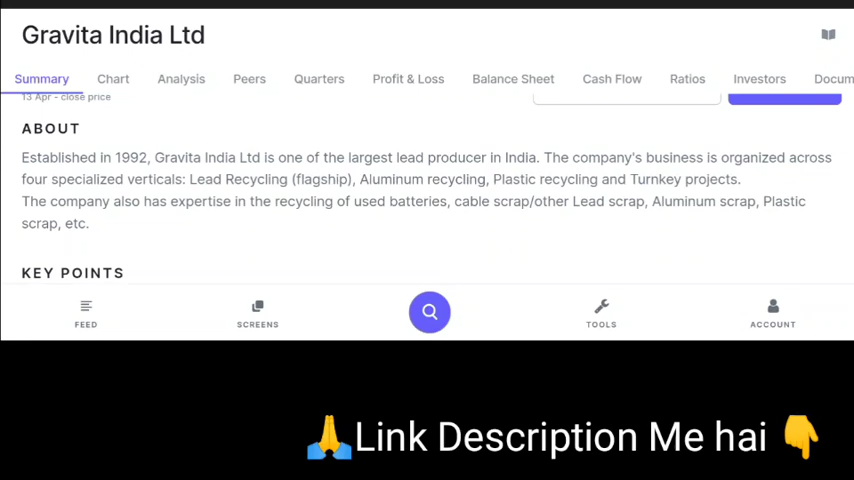 Gravita India Ltd
Summary Chart Analysis Peers Quarters Profit & Loss Balance Sheet Cash Flow Ratios Investors Docum
13 Apr - close price
ABOUT
Established in 1992, Gravita India Ltd is one of the largest lead producer in India. The company's business is organized across
four specialized verticals: Lead Recycling (flagship), Aluminum recycling, Plastic recycling and Turnkey projects.
The company also has expertise in the recycling of used batteries, cable scrap/other Lead scrap, Aluminum scrap, Plastic
scrap, etc.
KEY POINTS
FEED SCREENS TOOLS ACCOUNT
🙏Link Description Me hai 👇